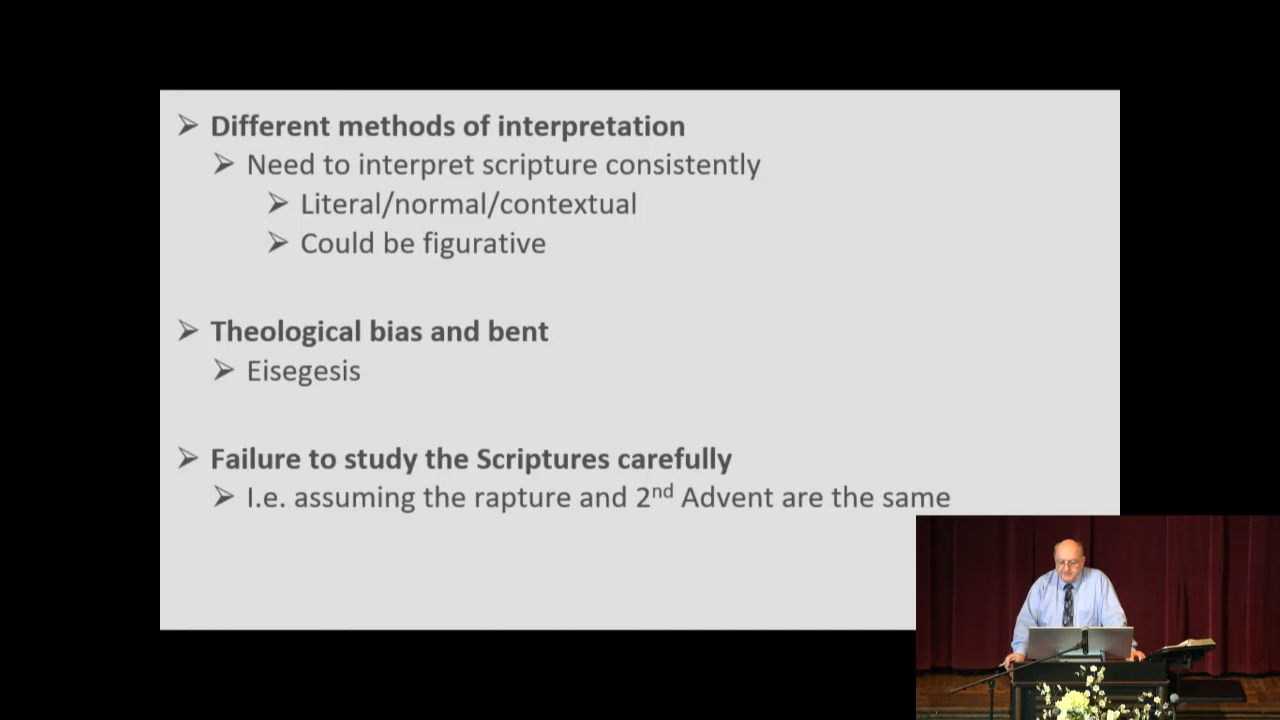 Different methods of interpretation
Need to interpret scripture consistently
Literal/normal/contextual
Could be figurative
Theological bias and bent
Eisegesis
Failure to study the Scriptures carefully
I.e. assuming the rapture and 2nd Advent are the same